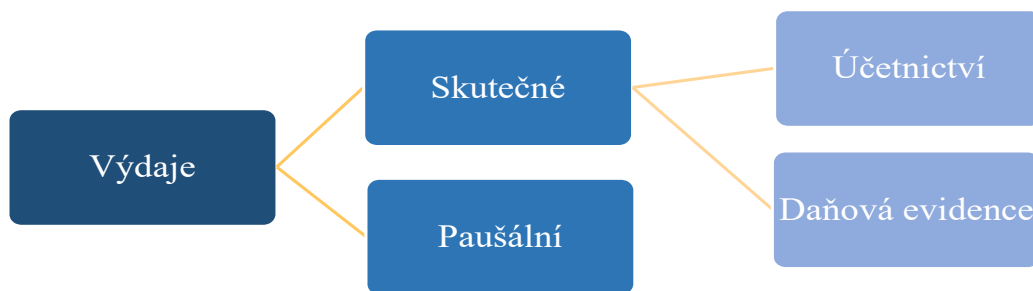 Výdaje
Skutečné
Paušální
Účetnictví
Daňová evidence